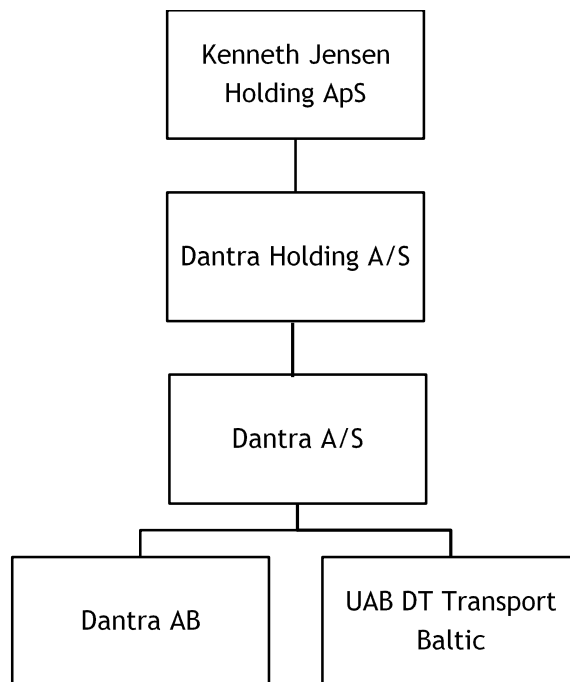 Kenneth Jensen
Holding ApS
Dantra Holding A/S
Dantra A/S
Dantra AB
UAB DT Transport
Baltic